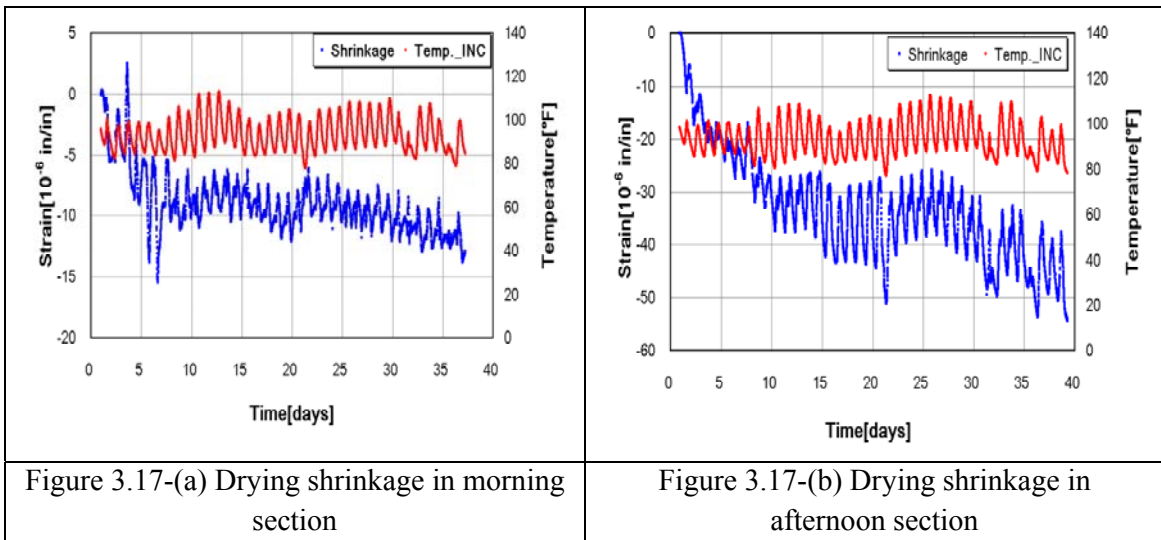 Shrinkage Temp._INC
5
0
-5
-10
-15
-20
Strain[10-6 in/in]
140
120
100
80
60
40
20
0
Temperature[°F]
0 5 10 15 20 25 30 35 40
Time[days]
Shrinkage Temp._INC
0
-10
-20
-30
-40
-50
-60
Strain[10-6 in/in]
140
120
100
80
60
40
20
0
Temperature[°F]
0 5 10 15 20 25 30 35 40
Time[days]
Figure 3.17-(a) Drying shrinkage in morning
section
Figure 3.17-(b) Drying shrinkage in
afternoon section